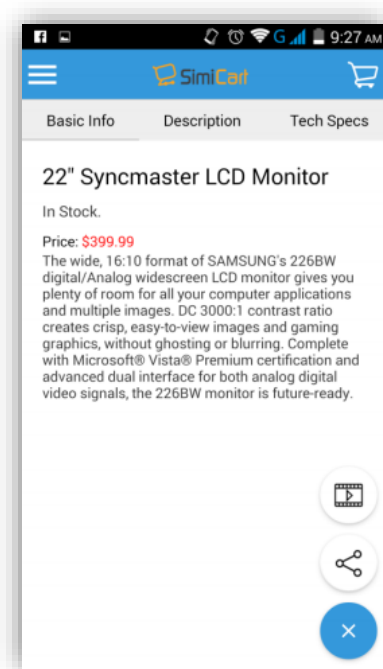 9:27 AM
SimiCart
Basic Info Description Tech Specs
22" Syncmaster LCD Monitor
In Stock.
Price: $399.99
The wide, 16:10 format of SAMSUNG's 226BW
digital/Analog widescreen LCD monitor gives you
plenty of room for all your computer applications
and multiple images. DC 3000:1 contrast ratio
creates crisp, easy-to-view images and gaming
graphics, without ghosting or blurring. Complete
with Microsoft® Vista® Premium certification and
advanced dual interface for both analog digital
video signals, the 226BW monitor is future-ready.